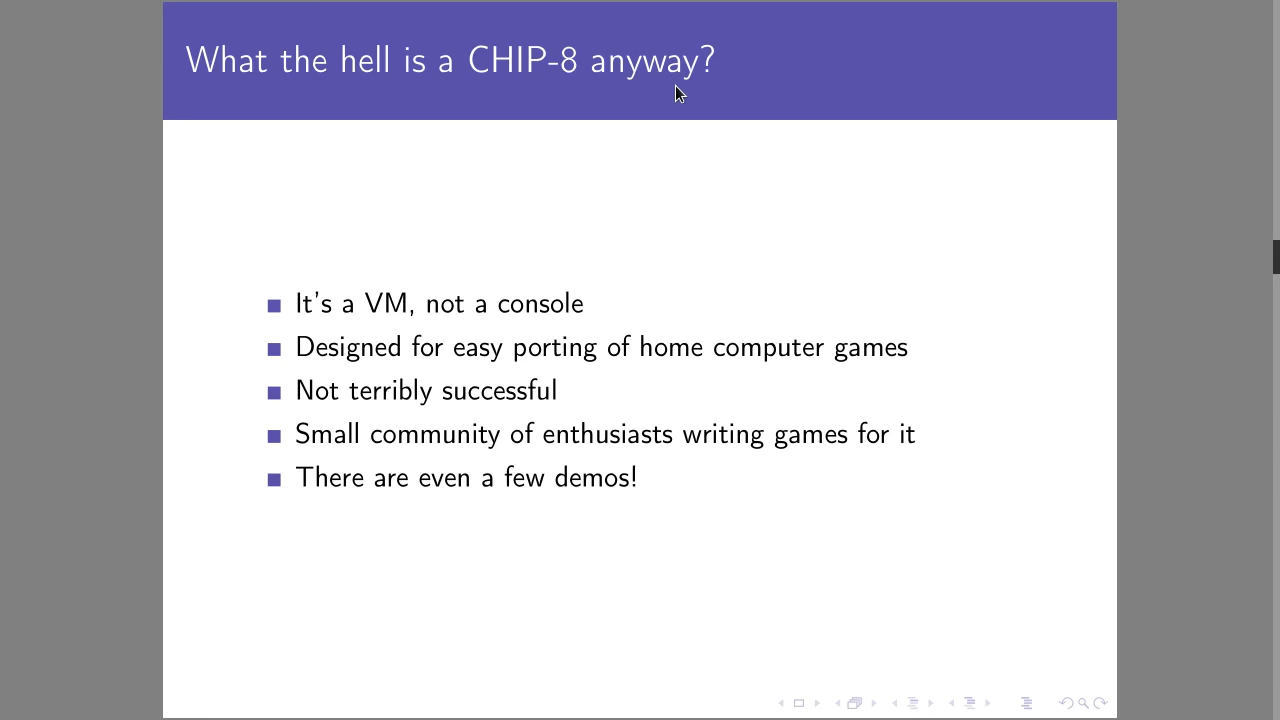 What the hell is a CHIP-8 anyway?
It's a VM, not a console
Designed for easy porting of home computer games
Not terribly successful
Small community of enthusiasts writing games for it
There are even a few demos!